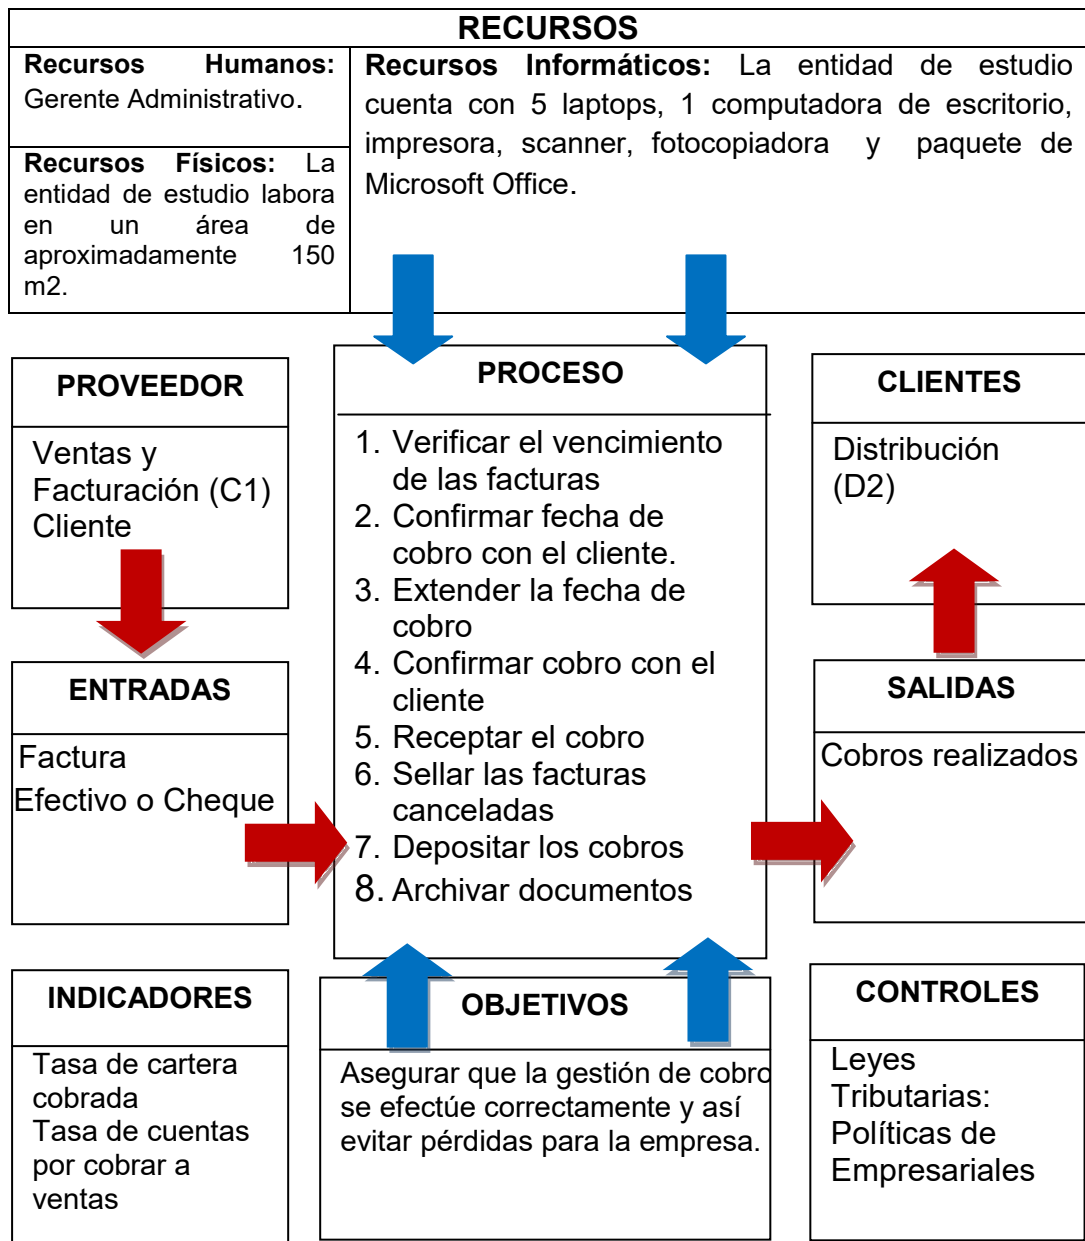 RECURSOS
Recursos Humanos:
Gerente Administrativo.
Recursos Físicos: La
entidad de estudio labora
en un área de
aproximadamente 150
m2.
Recursos Informáticos: La entidad de estudio
cuenta con 5 laptops, 1 computadora de escritorio,
impresora, scanner, fotocopiadora y paquete de
Microsoft Office.
PROVEEDOR
Ventas y
Facturación (C1)
Cliente
ENTRADAS
Factura
Efectivo o Cheque
PROCESO
1. Verificar el vencimiento
de las facturas
2. Confirmar fecha de
cobro con el cliente.
3. Extender la fecha de
cobro
4. Confirmar cobro con el
cliente
5. Receptar el cobro
6. Sellar las facturas
canceladas
7. Depositar los cobros
8. Archivar documentos
CLIENTES
Distribución
(D2)
SALIDAS
Cobros realizados
INDICADORES
Tasa de cartera
cobrada
Tasa de cuentas
por cobrar a
ventas
OBJETIVOS
Asegurar que la gestión de cobro
se efectúe correctamente y así
evitar pérdidas para la empresa.
CONTROLES
Leyes
Tributarias:
Políticas de
Empresariales